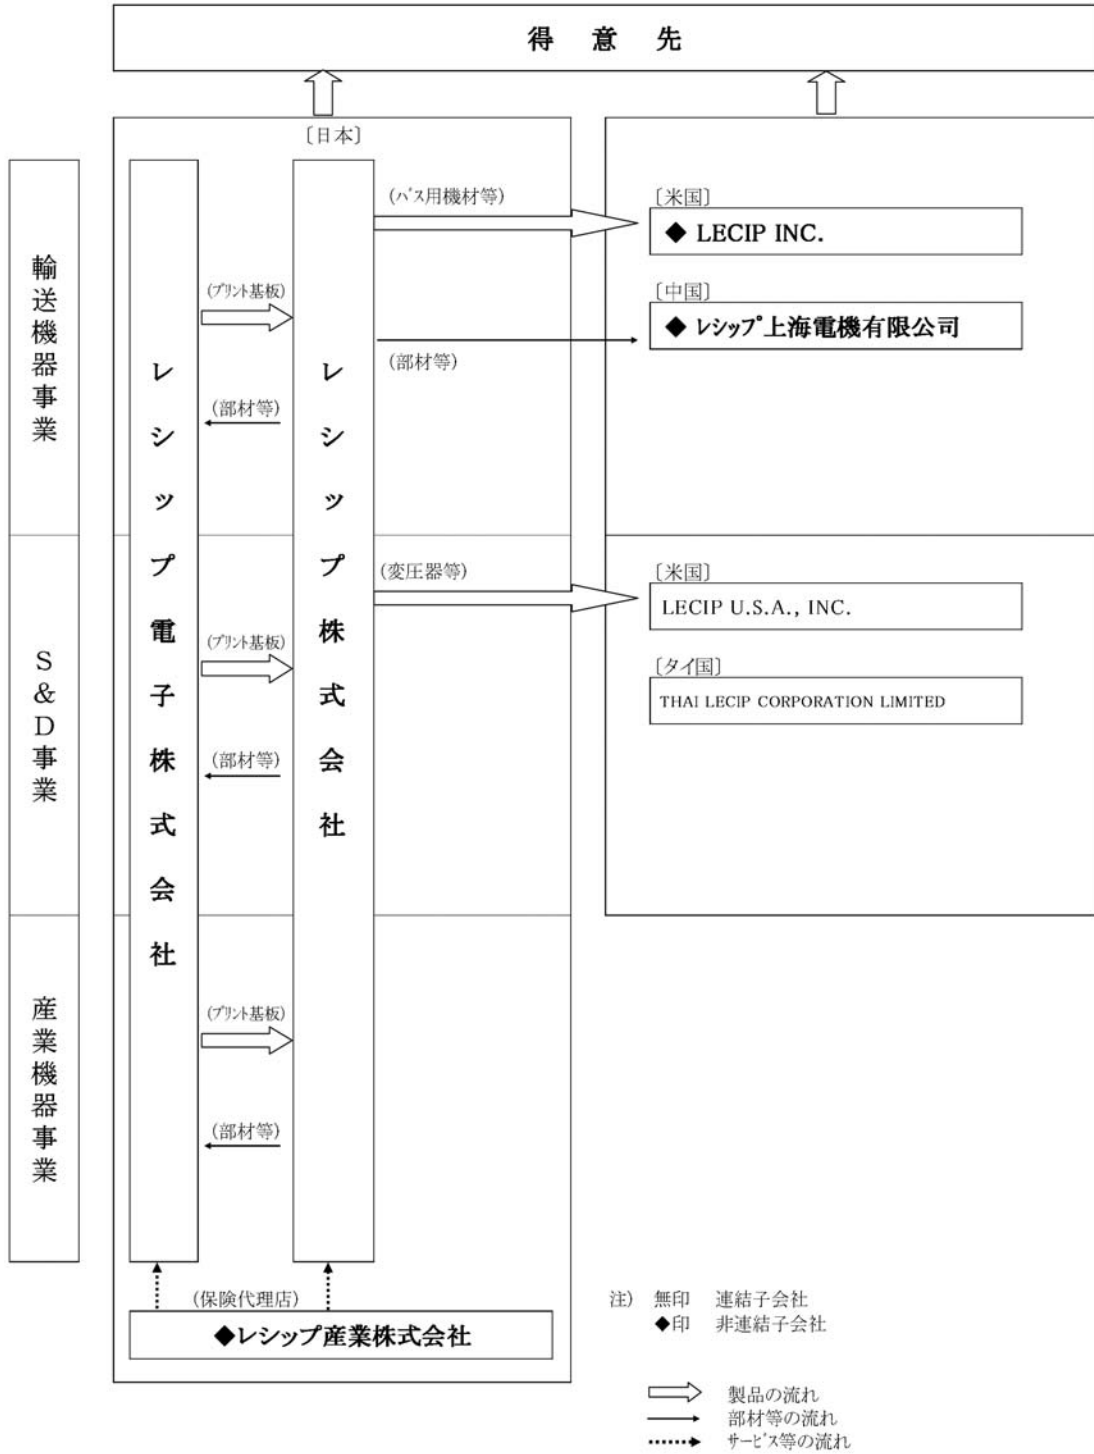 得意先
〔日本〕
輸送機器事業
S&D事業
産業機器事業
レシップ電子株式会社
レシップ株式会社
(プリント基板)
(部材等)
(プリント基板)
(部材等)
(プリント基板)
(部材等)
(バス用機材等)
(部材等)
(変圧器等)
〔米国〕
◆ LECIP INC.
〔中国〕
◆ レシップ上海電機有限公司
〔米国〕
LECIP U.S.A., INC.
〔タイ国〕
THAI LECIP CORPORATION LIMITED
(保険代理店)
◆レシップ産業株式会社
注) 無印 連結子会社
◆印 非連結子会社
製品の流れ
部材等の流れ
サービス等の流れ